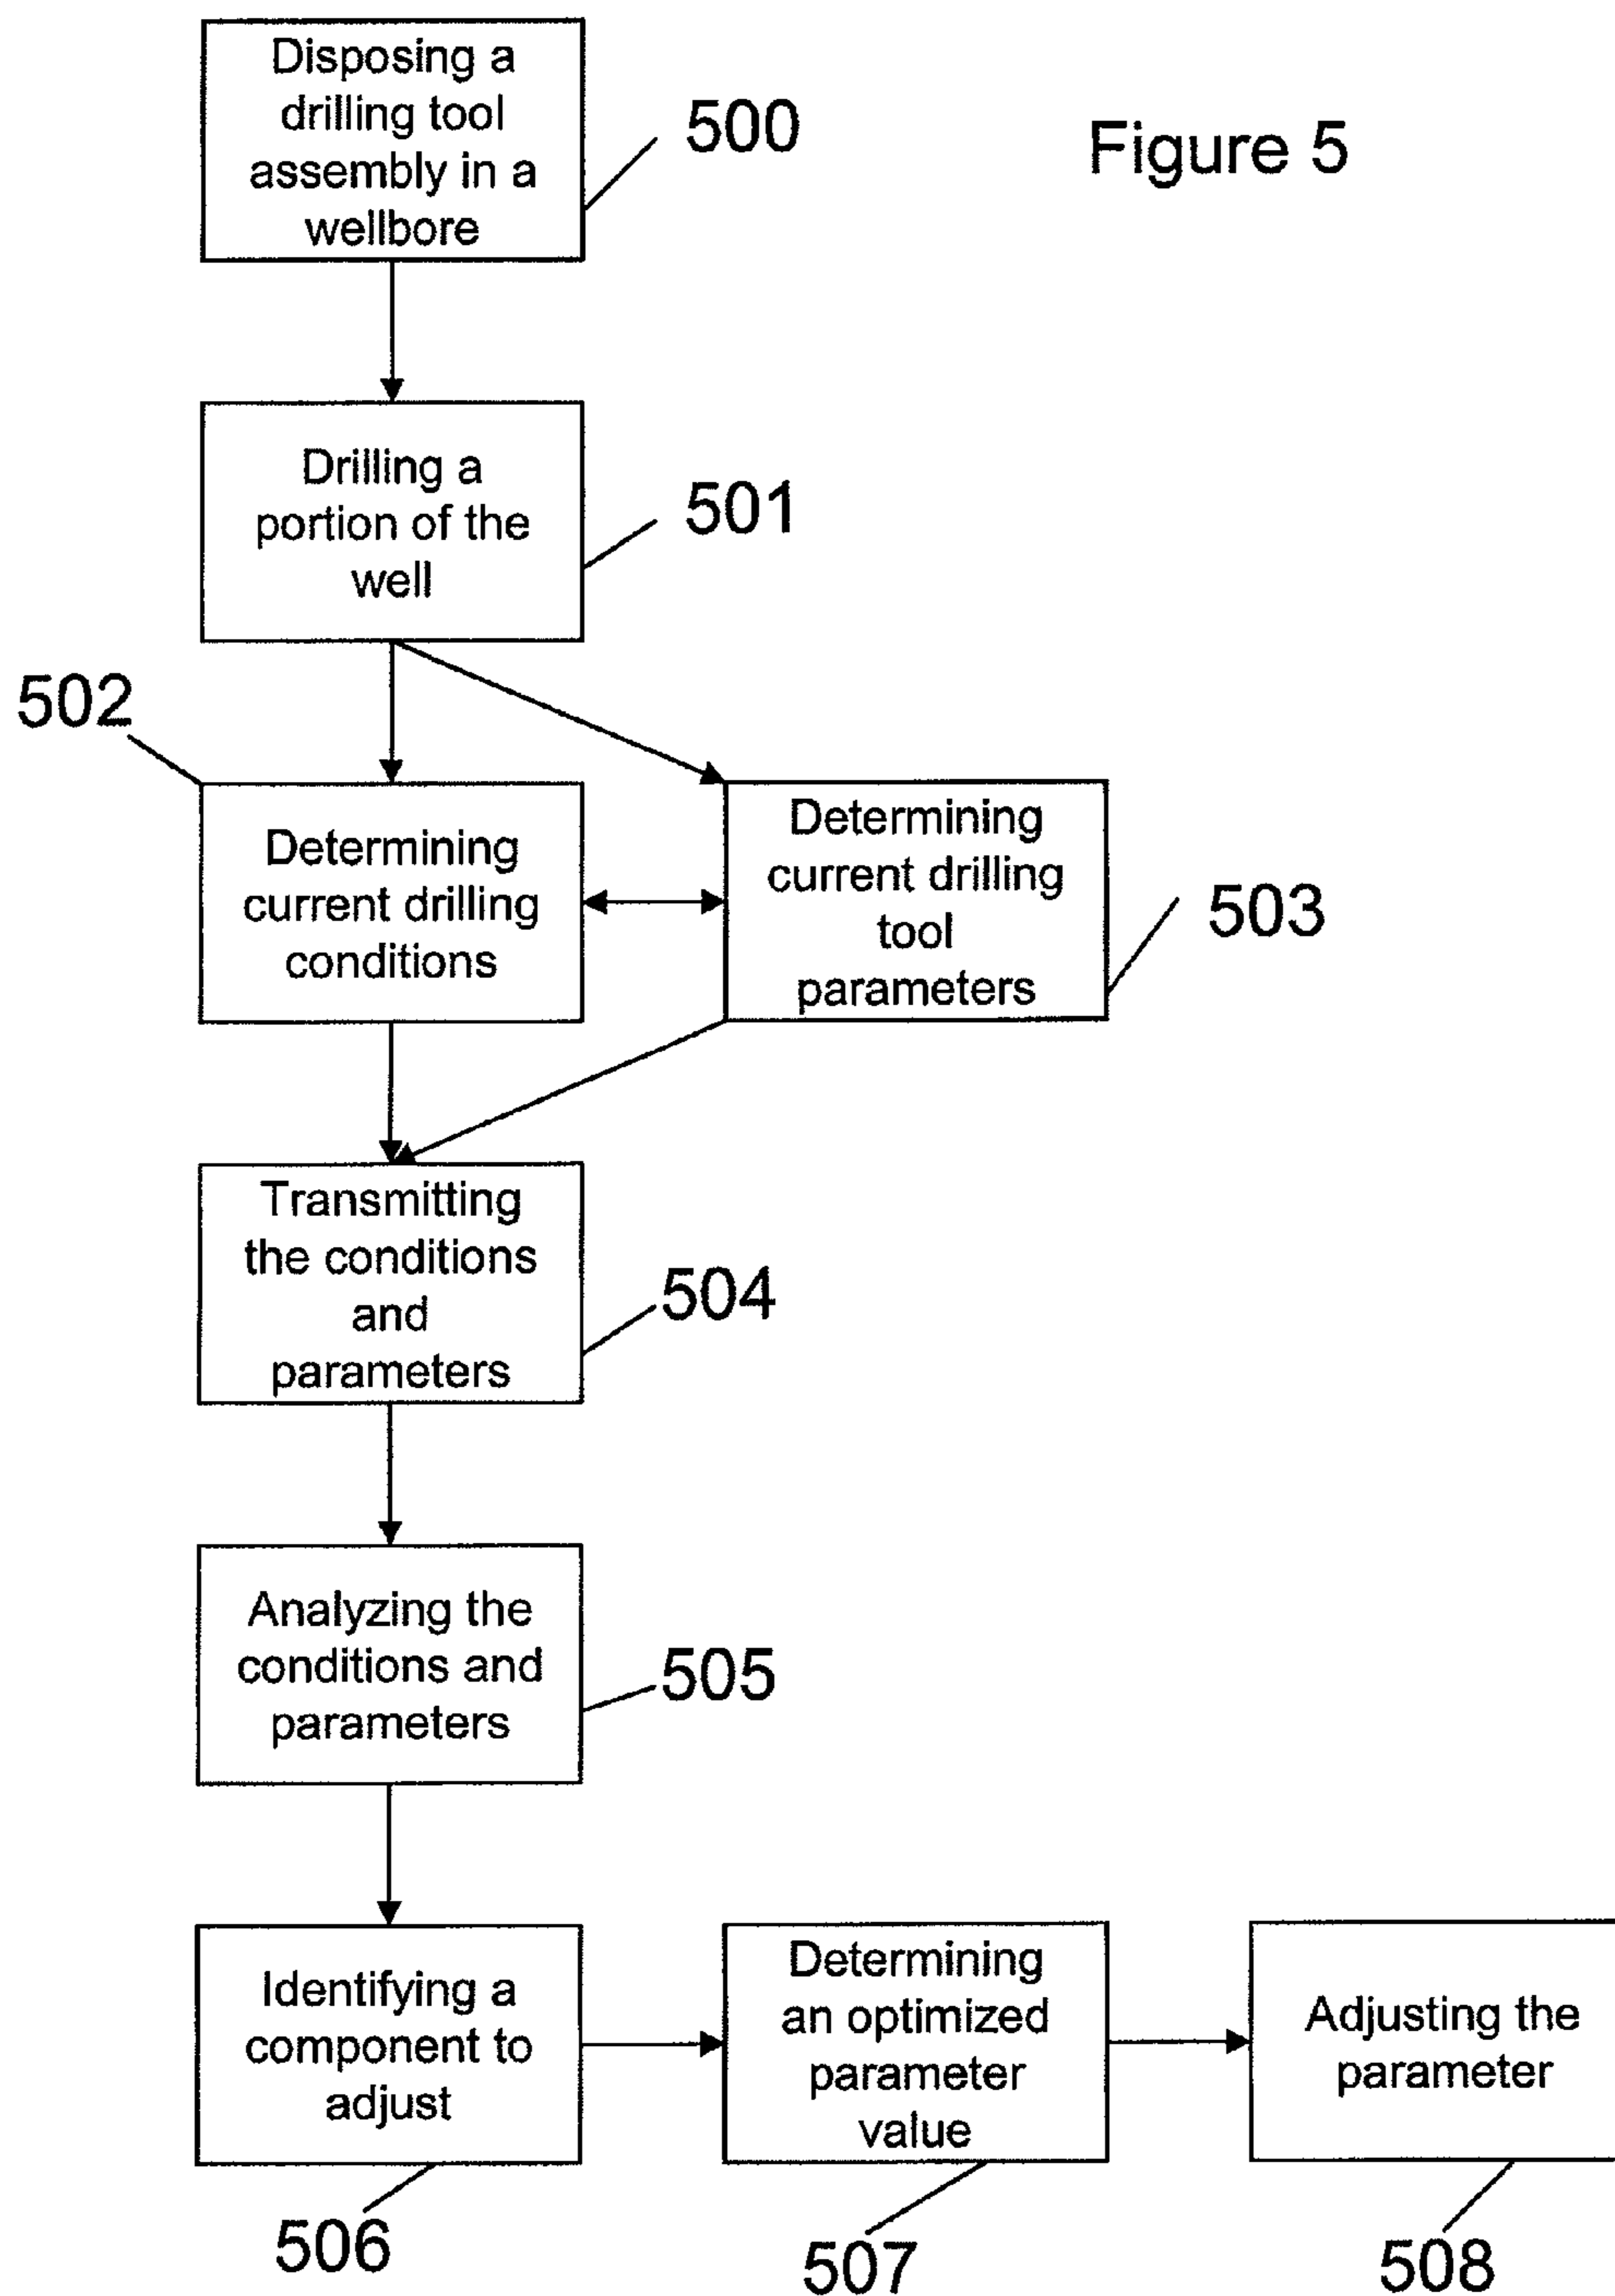 Disposing a
drilling tool
assembly in a
wellbore
500
Figure 5
Drilling a
portion of the
well
501
502
Determining
current drilling
conditions
Determining
current drilling
tool
parameters
503
Transmitting
the conditions
and
parameters
504
Analyzing the
conditions and
parameters
505
Identifying a
component to
adjust
506
Determining
an optimized
parameter
value
507
Adjusting the
parameter
508